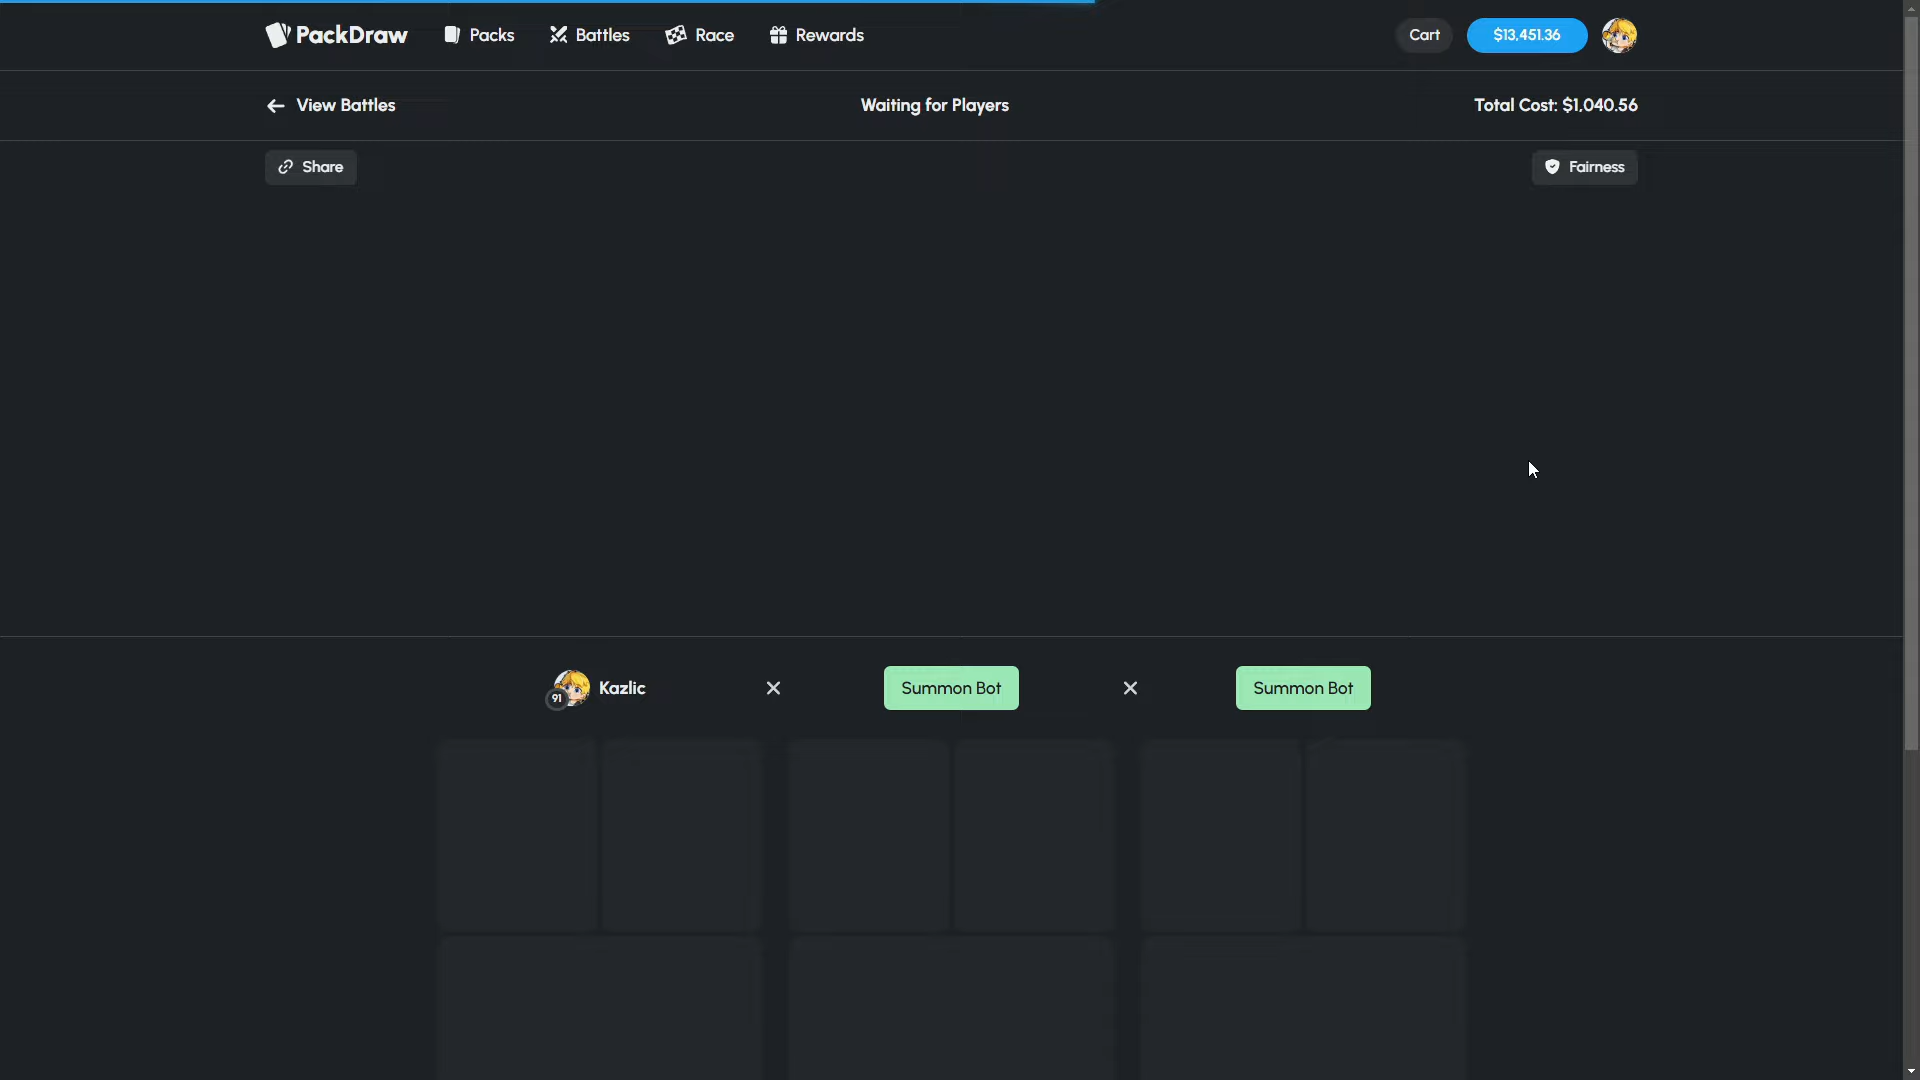 PackDraw Packs Battles Race Rewards Cart $13,451.36
View Battles Waiting for Players Total Cost: $1,040.56
Share Fairness
91 Kazlic Summon Bot Summon Bot